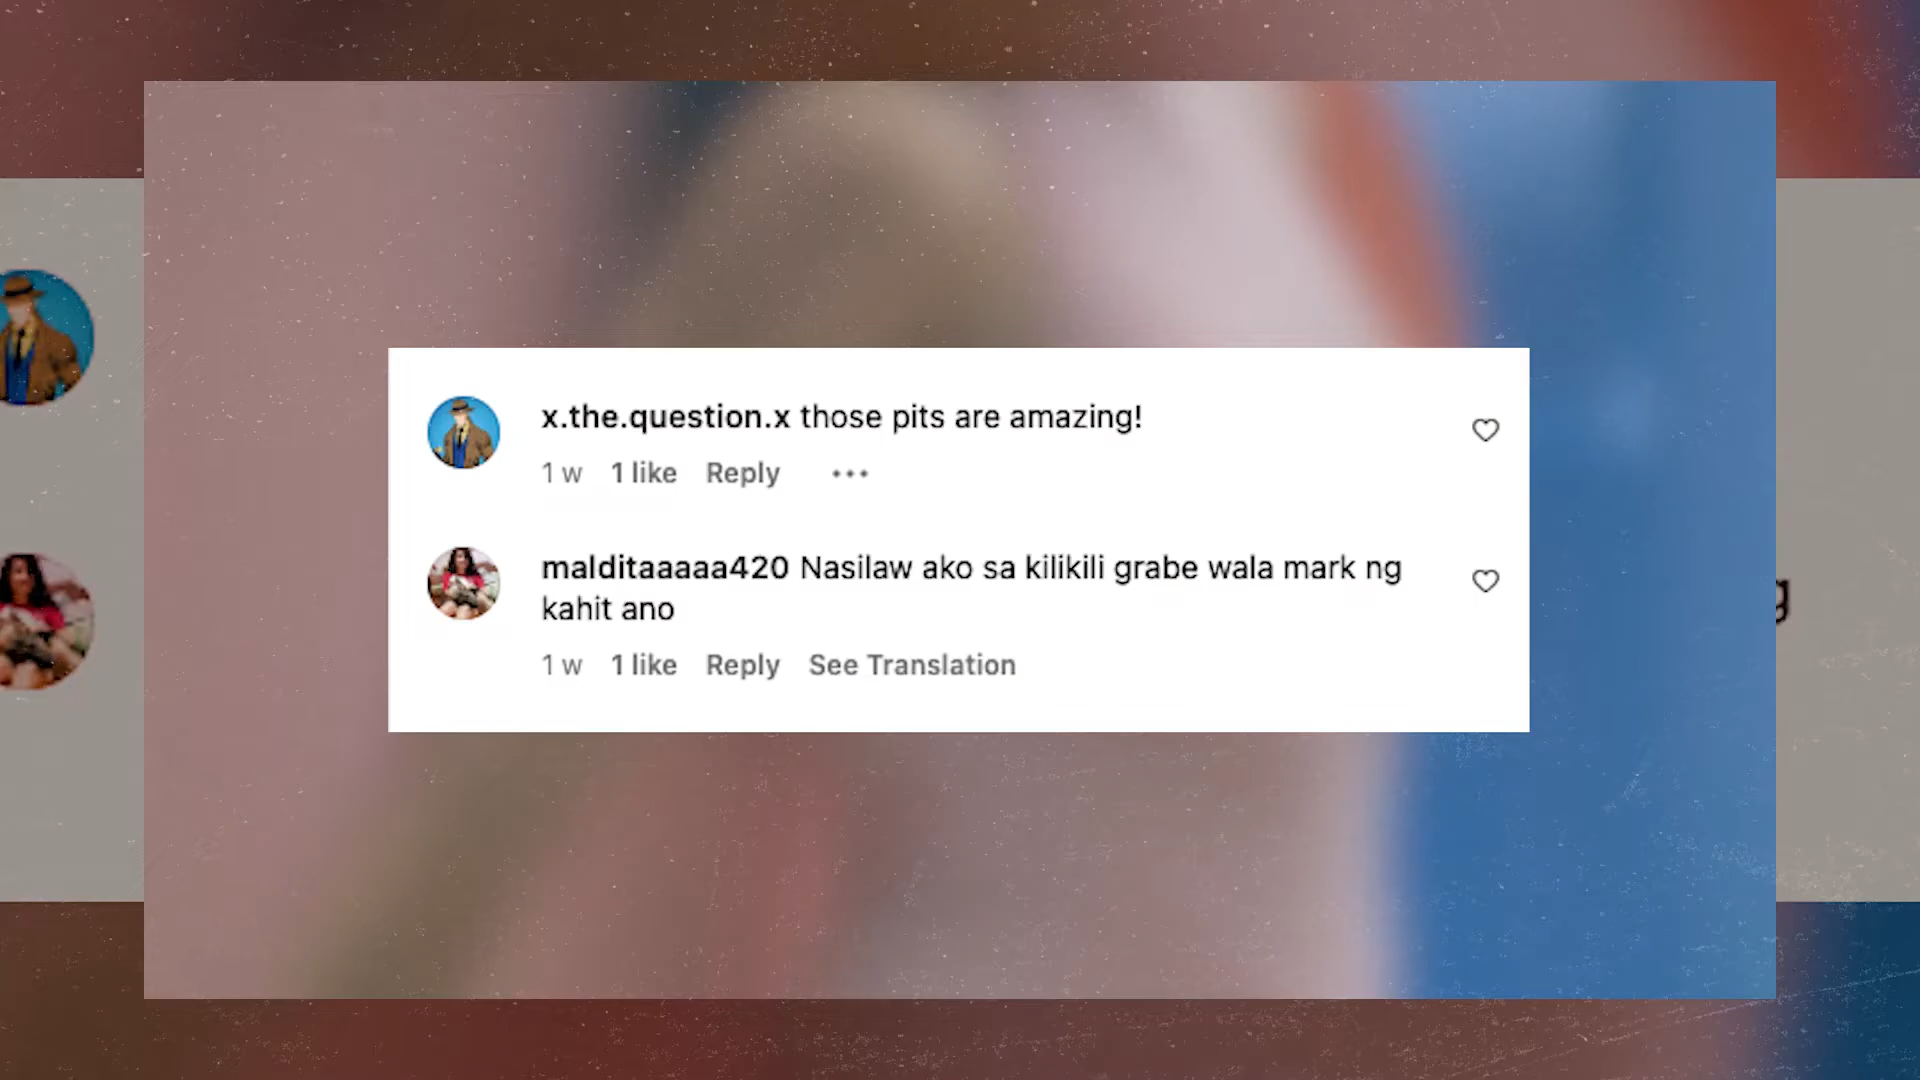 x.the.question.x those pits are amazing!
1 w 1 like Reply •••
malditaaaaa420 Nasilaw ako sa kilikili grabe wala mark ng
kahit ano
1 w 1 like Reply See Translation
g